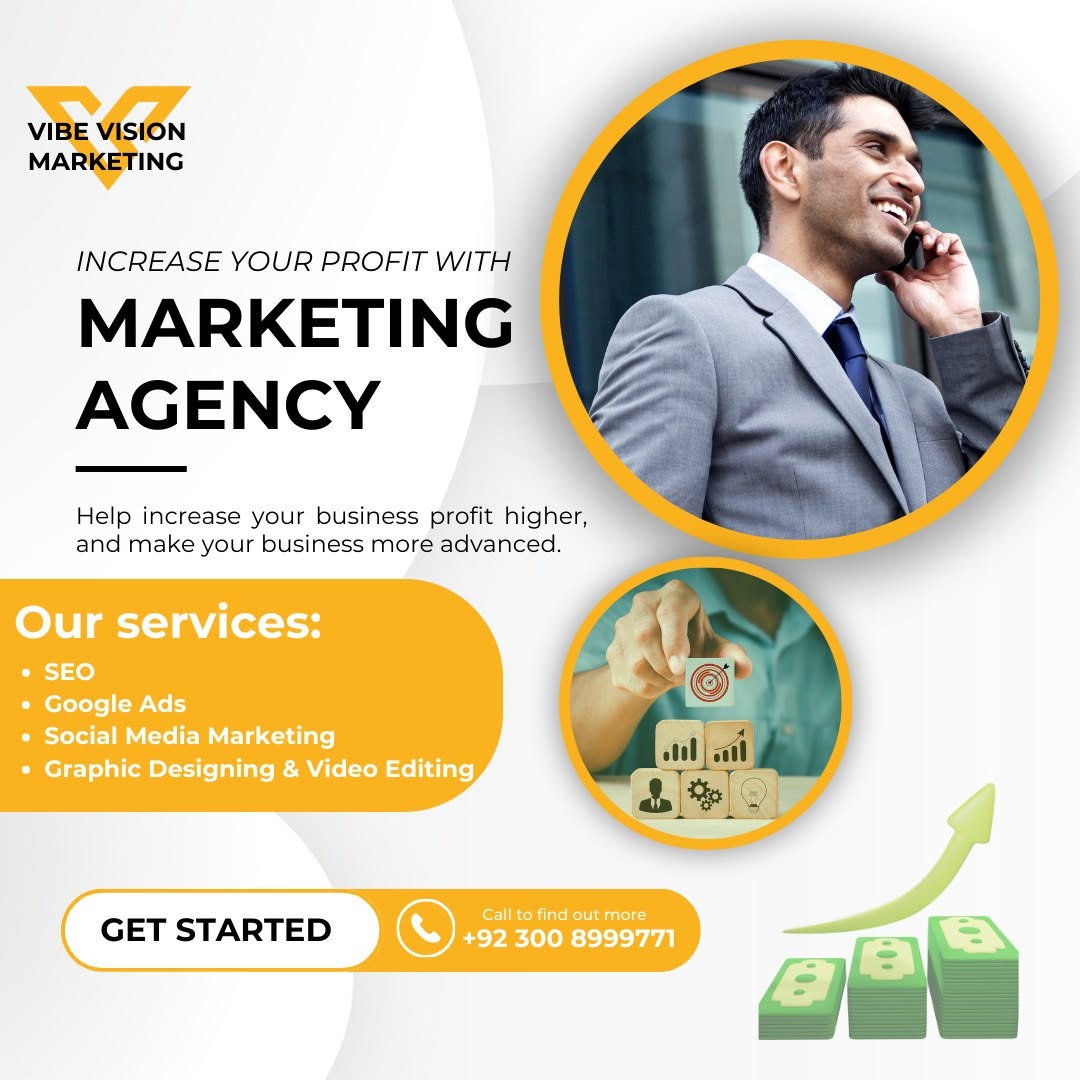 VIBE VISION
MARKETING
INCREASE YOUR PROFIT WITH
MARKETING
AGENCY
Help increase your business profit higher,
and make your business more advanced.
Our services:
• SEO
• Google Ads
• Social Media Marketing
• Graphic Designing & Video Editing
GET STARTED
Call to find out more
+92 300 8999771